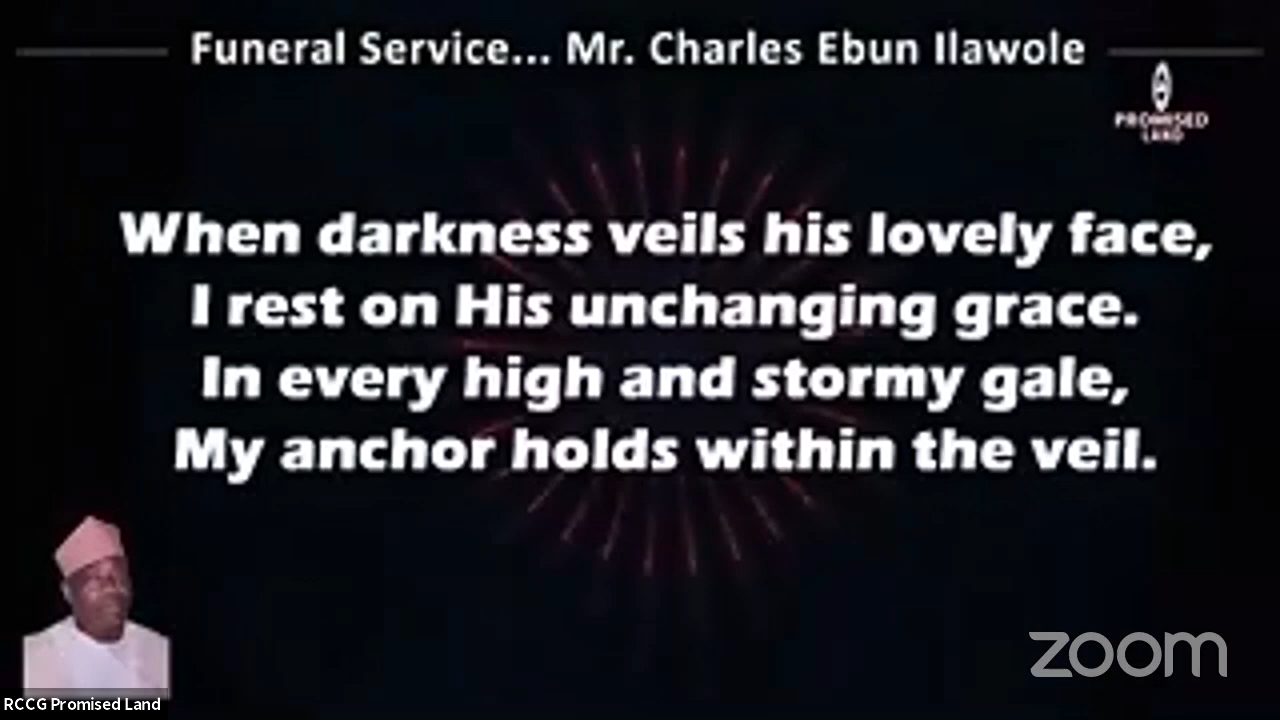 Funeral Service... Mr. Charles Ebun Ilawole
PROMISED
LAND
When darkness veils his lovely face,
I rest on His unchanging grace.
In every high and stormy gale,
My anchor holds within the veil.
zoom
RCCG Promised Land